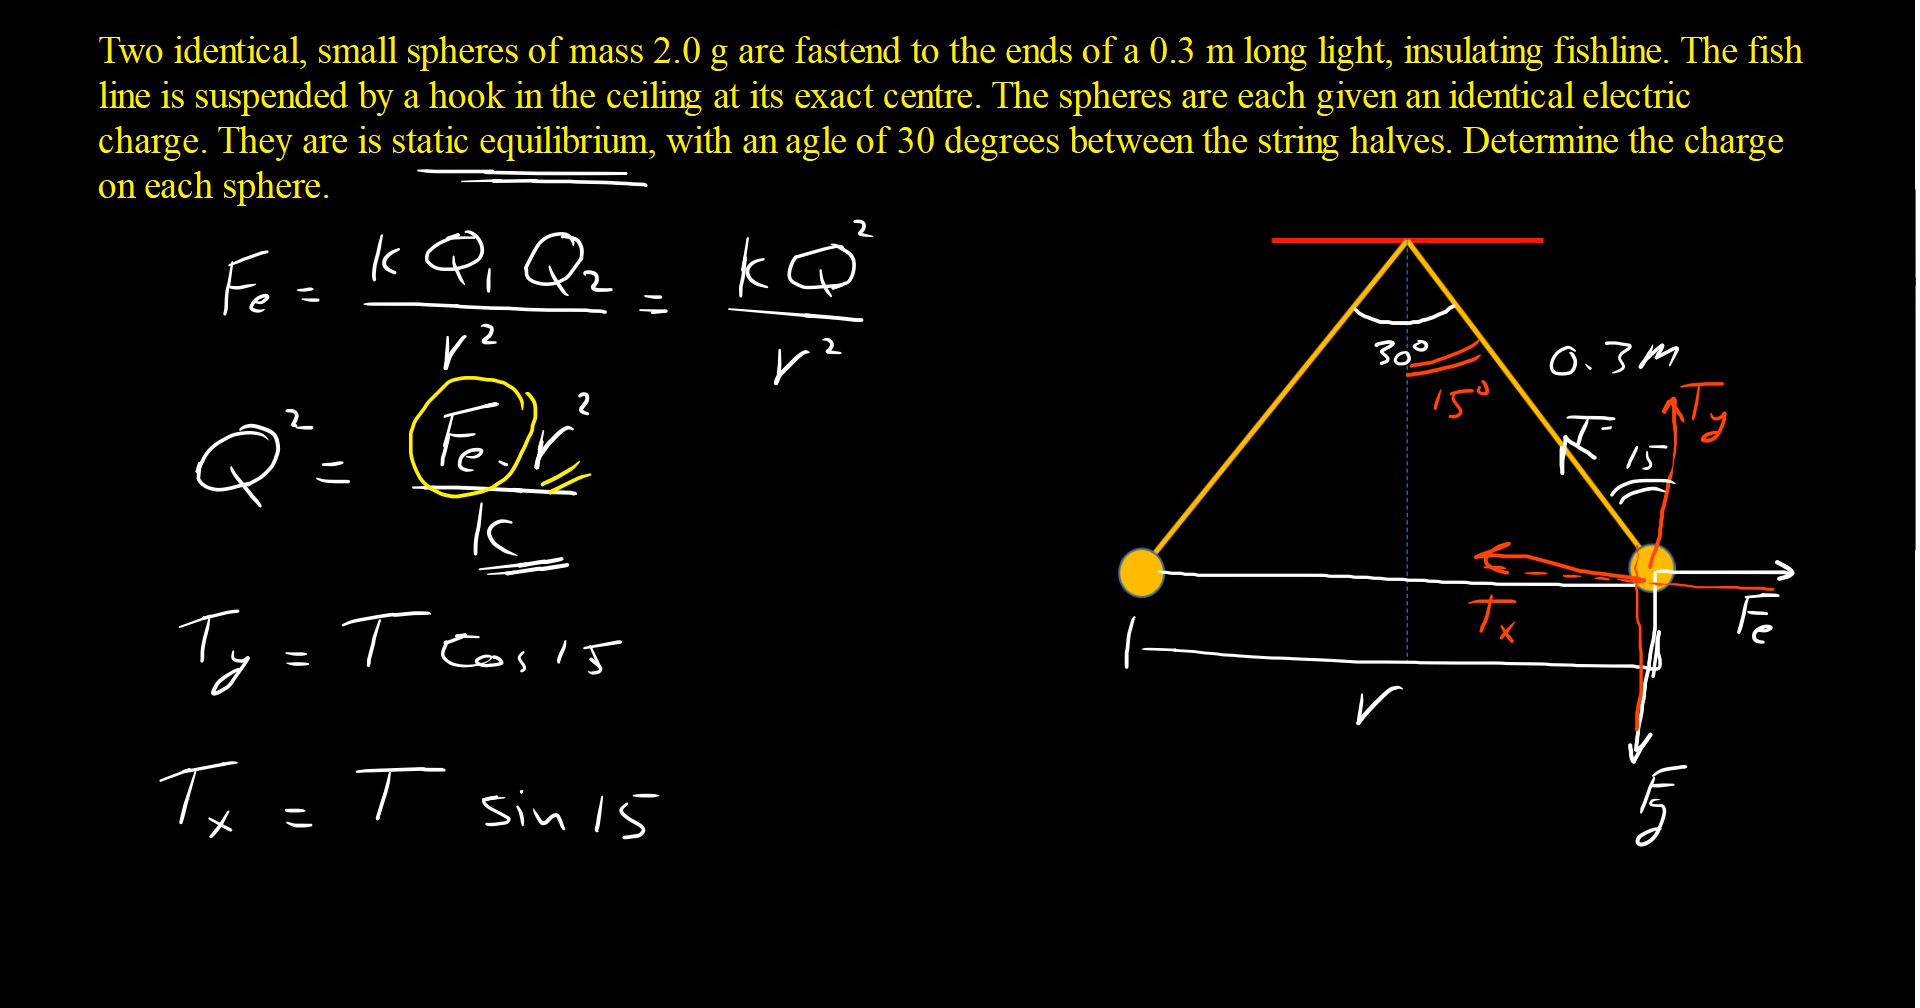 Two identical, small spheres of mass 2.0 g are fastend to the ends of a 0.3 m long light, insulating fishline. The fish
line is suspended by a hook in the ceiling at its exact centre. The spheres are each given an identical electric
charge. They are is static equilibrium, with an agle of 30 degrees between the string halves. Determine the charge
on each sphere.
Fe = kQ₁Q₂/r² = kQ²/r²
Q² = Fe.r²/k
Ty = T cos 15
Tx = T sin 15
30°
15°
0.3 m
Ty
T
15
Tx
Fe
r
Fg